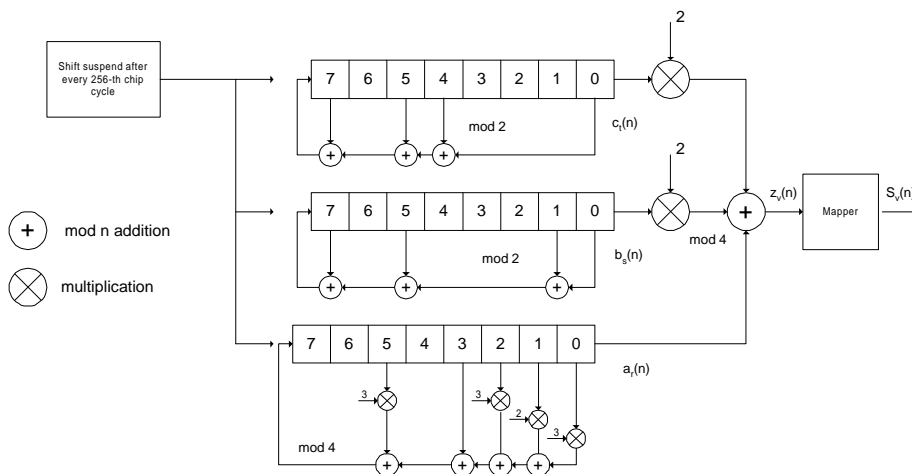 Shift suspend after
every 256-th chip
cycle
2
7 6 5 4 3 2 1 0
mod 2
c_t(n)
+ + +
2
7 6 5 4 3 2 1 0
z_v(n)
Mapper
S_v(n)
+
mod 4
mod 2
b_s(n)
+ mod n addition
multiplication
+ + +
7 6 5 4 3 2 1 0
a_r(n)
3
3
2
3
mod 4
+ + + +